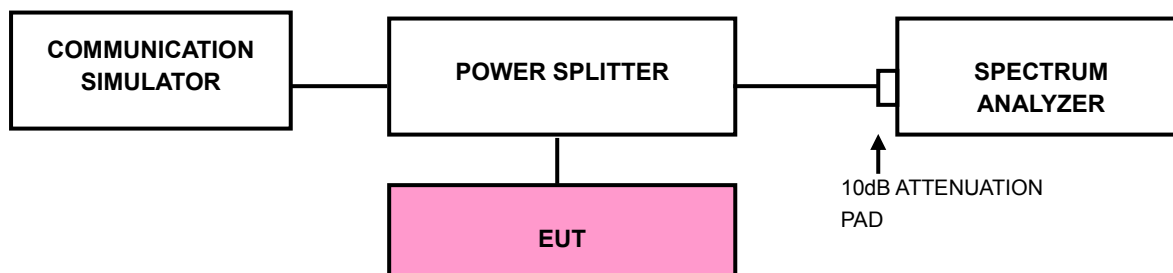 COMMUNICATION
SIMULATOR
POWER SPLITTER
SPECTRUM
ANALYZER
10dB ATTENUATION
PAD
EUT